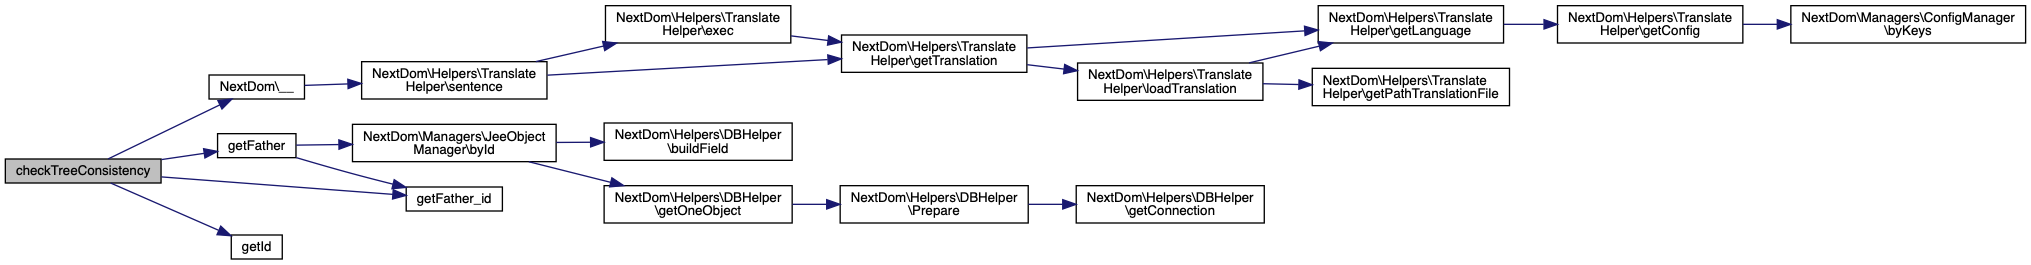 checkTreeConsistency
NextDom\__
NextDom\Helpers\Translate
Helper\sentence
NextDom\Helpers\Translate
Helper\exec
NextDom\Helpers\Translate
Helper\getTranslation
NextDom\Helpers\Translate
Helper\loadTranslation
NextDom\Helpers\Translate
Helper\getLanguage
NextDom\Helpers\Translate
Helper\getPathTranslationFile
NextDom\Helpers\Translate
Helper\getConfig
NextDom\Managers\ConfigManager
\byKeys
getFather
NextDom\Managers\JeeObject
Manager\byId
getFather_id
getId
NextDom\Helpers\DBHelper
\buildField
NextDom\Helpers\DBHelper
\getOneObject
NextDom\Helpers\DBHelper
\Prepare
NextDom\Helpers\DBHelper
\getConnection